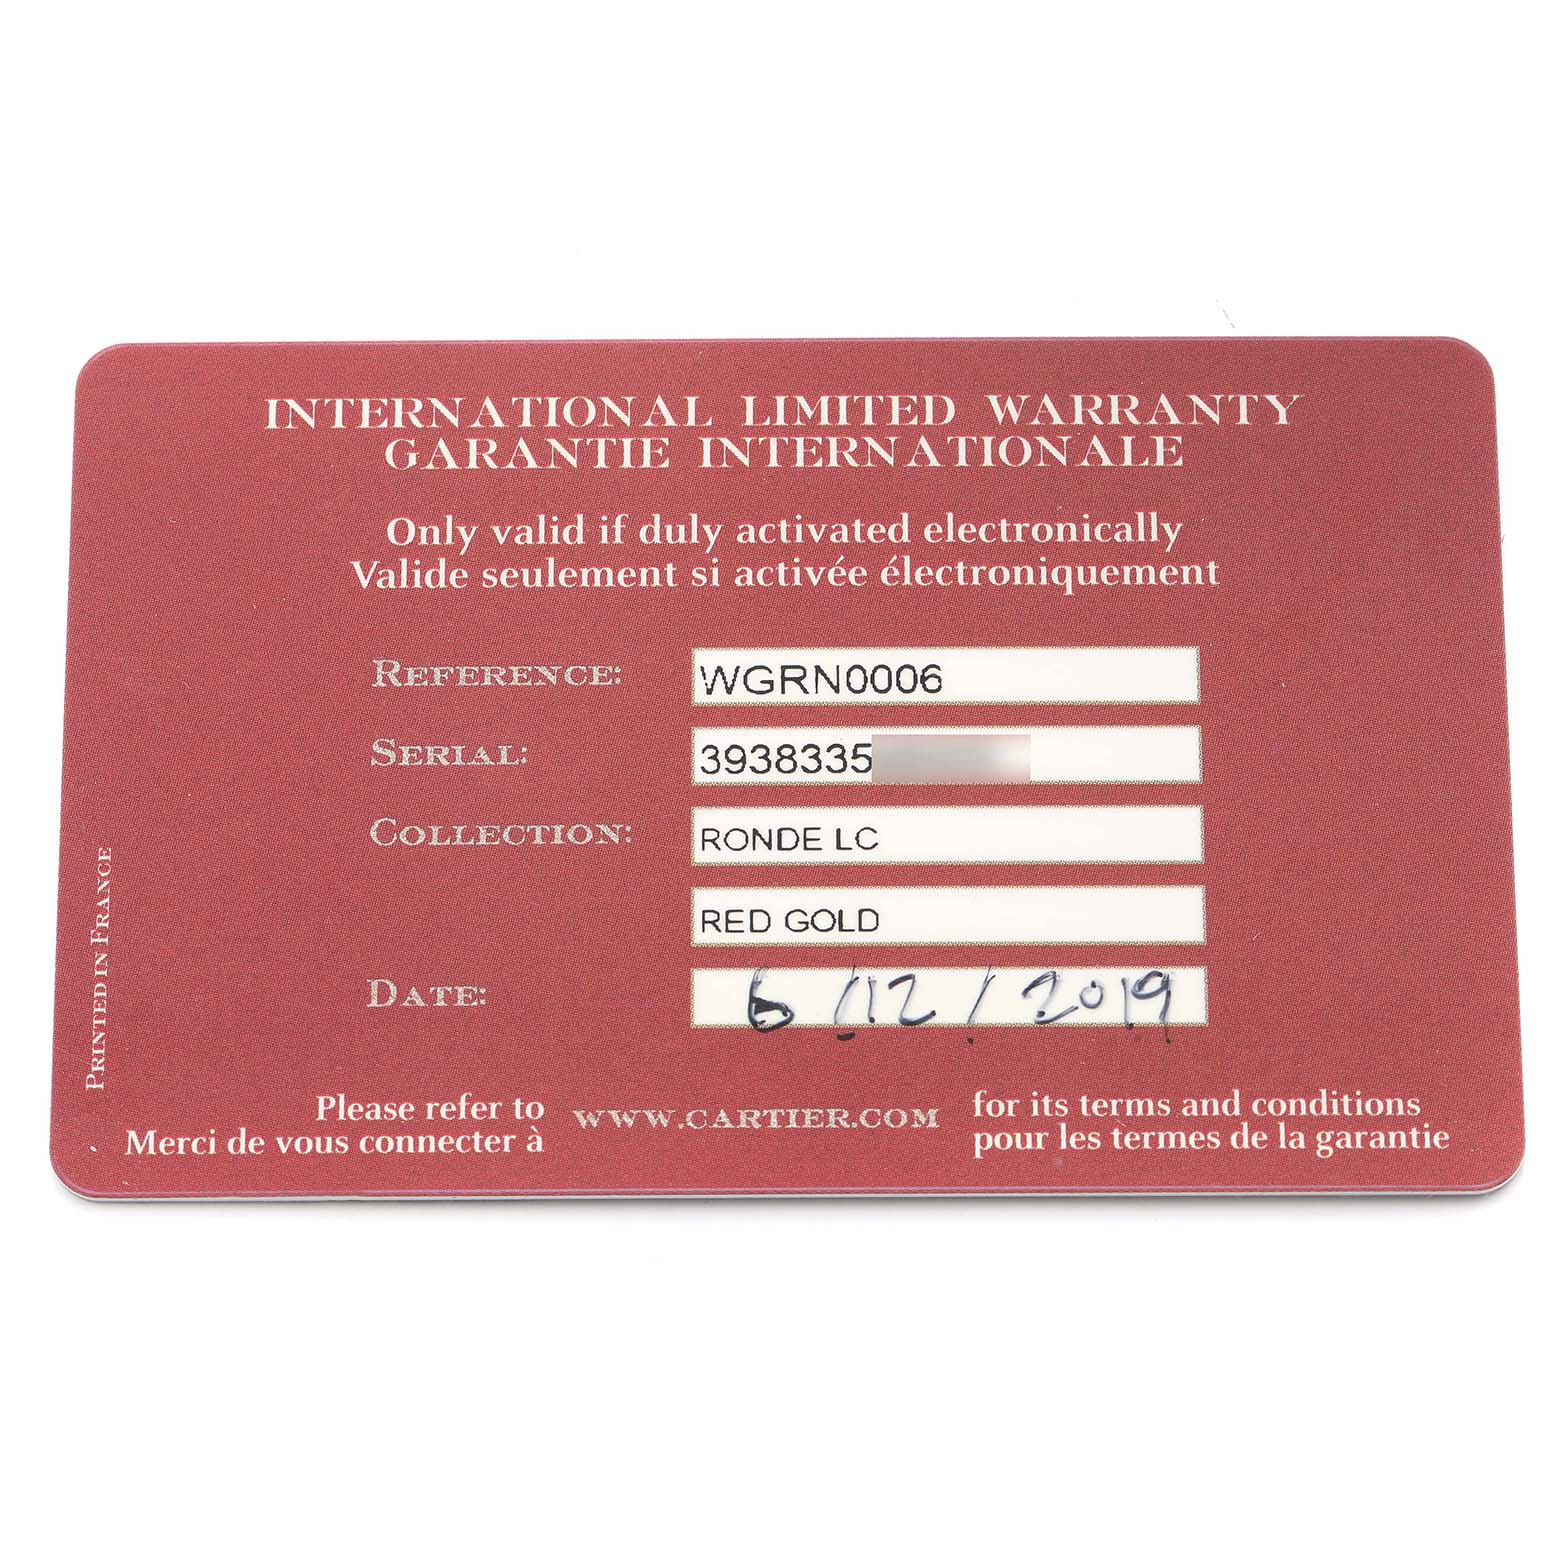 INTERNATIONAL LIMITED WARRANTY
GARANTIE INTERNATIONALE
Only valid if duly activated electronically
Valide seulement si activée électroniquement
REFERENCE: WGRN0006
SERIAL: 3938335
COLLECTION: RONDE LC
RED GOLD
DATE: 6/12/2019
PRINTED IN FRANCE
Please refer to
Merci de vous connecter à
WWW.CARTIER.COM
for its terms and conditions
pour les termes de la garantie